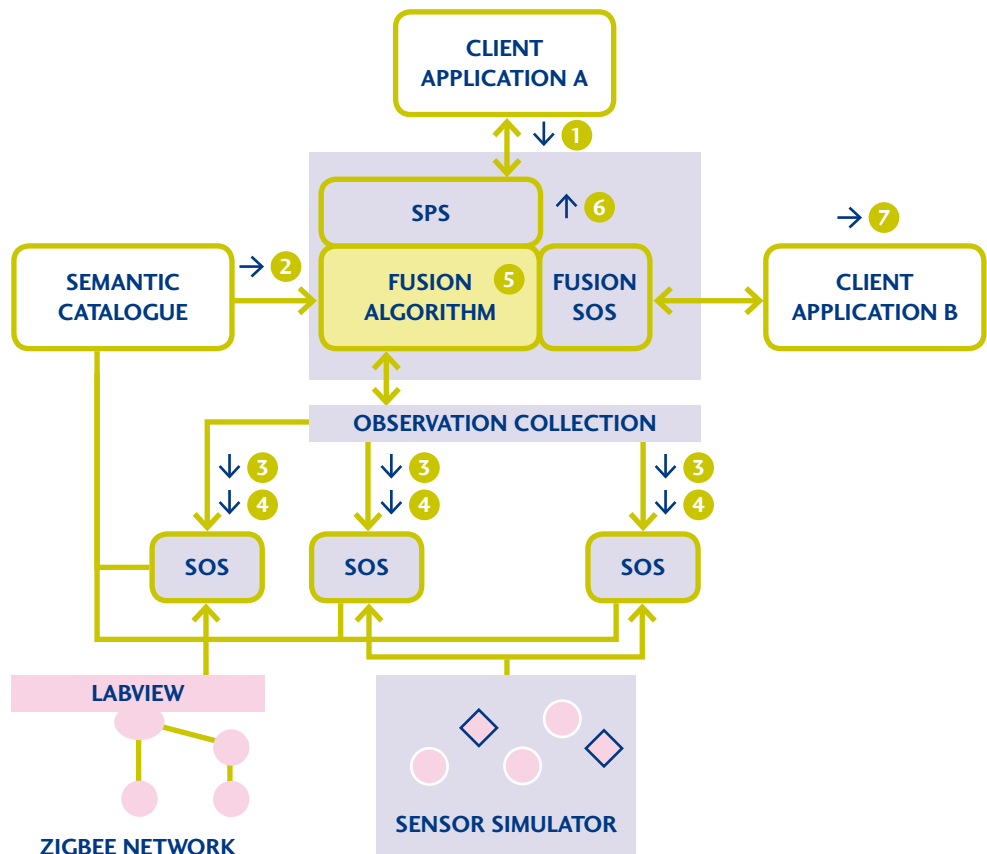 CLIENT
APPLICATION A
1
SPS
6
7
SEMANTIC
CATALOGUE
2
FUSION
ALGORITHM
5
FUSION
SOS
CLIENT
APPLICATION B
OBSERVATION COLLECTION
3
3
3
4
4
4
SOS
SOS
SOS
LABVIEW
SENSOR SIMULATOR
ZIGBEE NETWORK